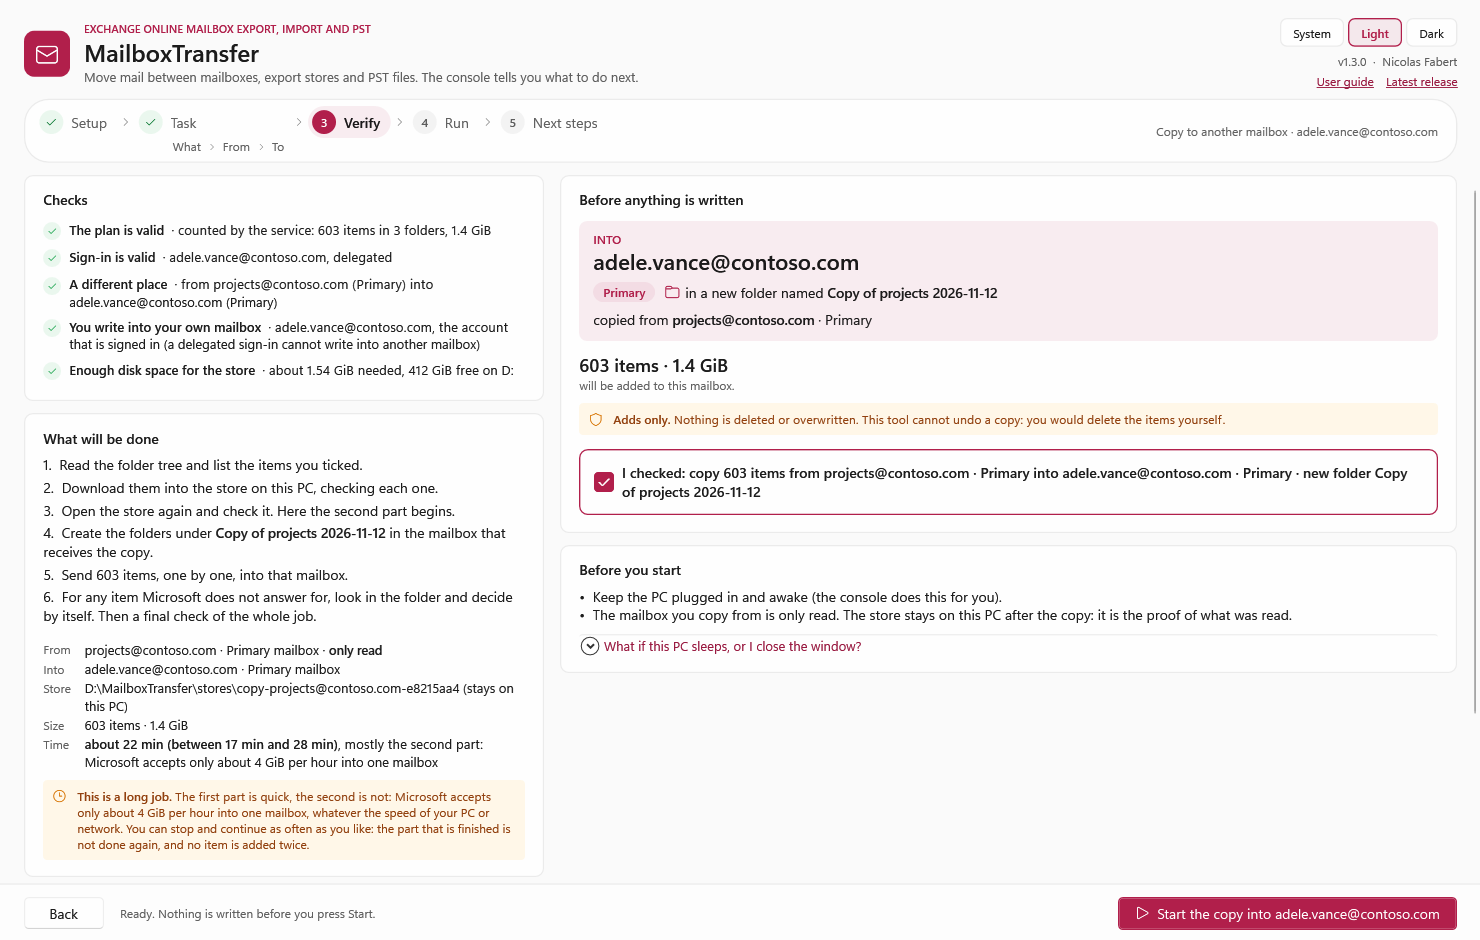 EXCHANGE ONLINE MAILBOX EXPORT, IMPORT AND PST
MailboxTransfer
Move mail between mailboxes, export stores and PST files. The console tells you what to do next.
System
Light
Dark
v1.3.0 · Nicolas Fabert
User guide
Latest release
Setup
Task
3 Verify
4 Run
5 Next steps
What
From
To
Copy to another mailbox · adele.vance@contoso.com
Checks
The plan is valid · counted by the service: 603 items in 3 folders, 1.4 GiB
Sign-in is valid · adele.vance@contoso.com, delegated
A different place · from projects@contoso.com (Primary) into
adele.vance@contoso.com (Primary)
You write into your own mailbox · adele.vance@contoso.com, the account
that is signed in (a delegated sign-in cannot write into another mailbox)
Enough disk space for the store · about 1.54 GiB needed, 412 GiB free on D:
What will be done
1. Read the folder tree and list the items you ticked.
2. Download them into the store on this PC, checking each one.
3. Open the store again and check it. Here the second part begins.
4. Create the folders under Copy of projects 2026-11-12 in the mailbox that
receives the copy.
5. Send 603 items, one by one, into that mailbox.
6. For any item Microsoft does not answer for, look in the folder and decide
by itself. Then a final check of the whole job.
From projects@contoso.com · Primary mailbox · only read
Into adele.vance@contoso.com · Primary mailbox
Store D:\MailboxTransfer\stores\copy-projects@contoso.com-e8215aa4 (stays on
this PC)
Size 603 items · 1.4 GiB
Time about 22 min (between 17 min and 28 min), mostly the second part:
Microsoft accepts only about 4 GiB per hour into one mailbox
This is a long job. The first part is quick, the second is not: Microsoft accepts
only about 4 GiB per hour into one mailbox, whatever the speed of your PC or
network. You can stop and continue as often as you like: the part that is finished is
not done again, and no item is added twice.
Before anything is written
INTO
adele.vance@contoso.com
Primary in a new folder named Copy of projects 2026-11-12
copied from projects@contoso.com · Primary
603 items · 1.4 GiB
will be added to this mailbox.
Adds only. Nothing is deleted or overwritten. This tool cannot undo a copy: you would delete the items yourself.
I checked: copy 603 items from projects@contoso.com · Primary into adele.vance@contoso.com · Primary · new folder Copy
of projects 2026-11-12
Before you start
• Keep the PC plugged in and awake (the console does this for you).
• The mailbox you copy from is only read. The store stays on this PC after the copy: it is the proof of what was read.
What if this PC sleeps, or I close the window?
Back
Ready. Nothing is written before you press Start.
Start the copy into adele.vance@contoso.com